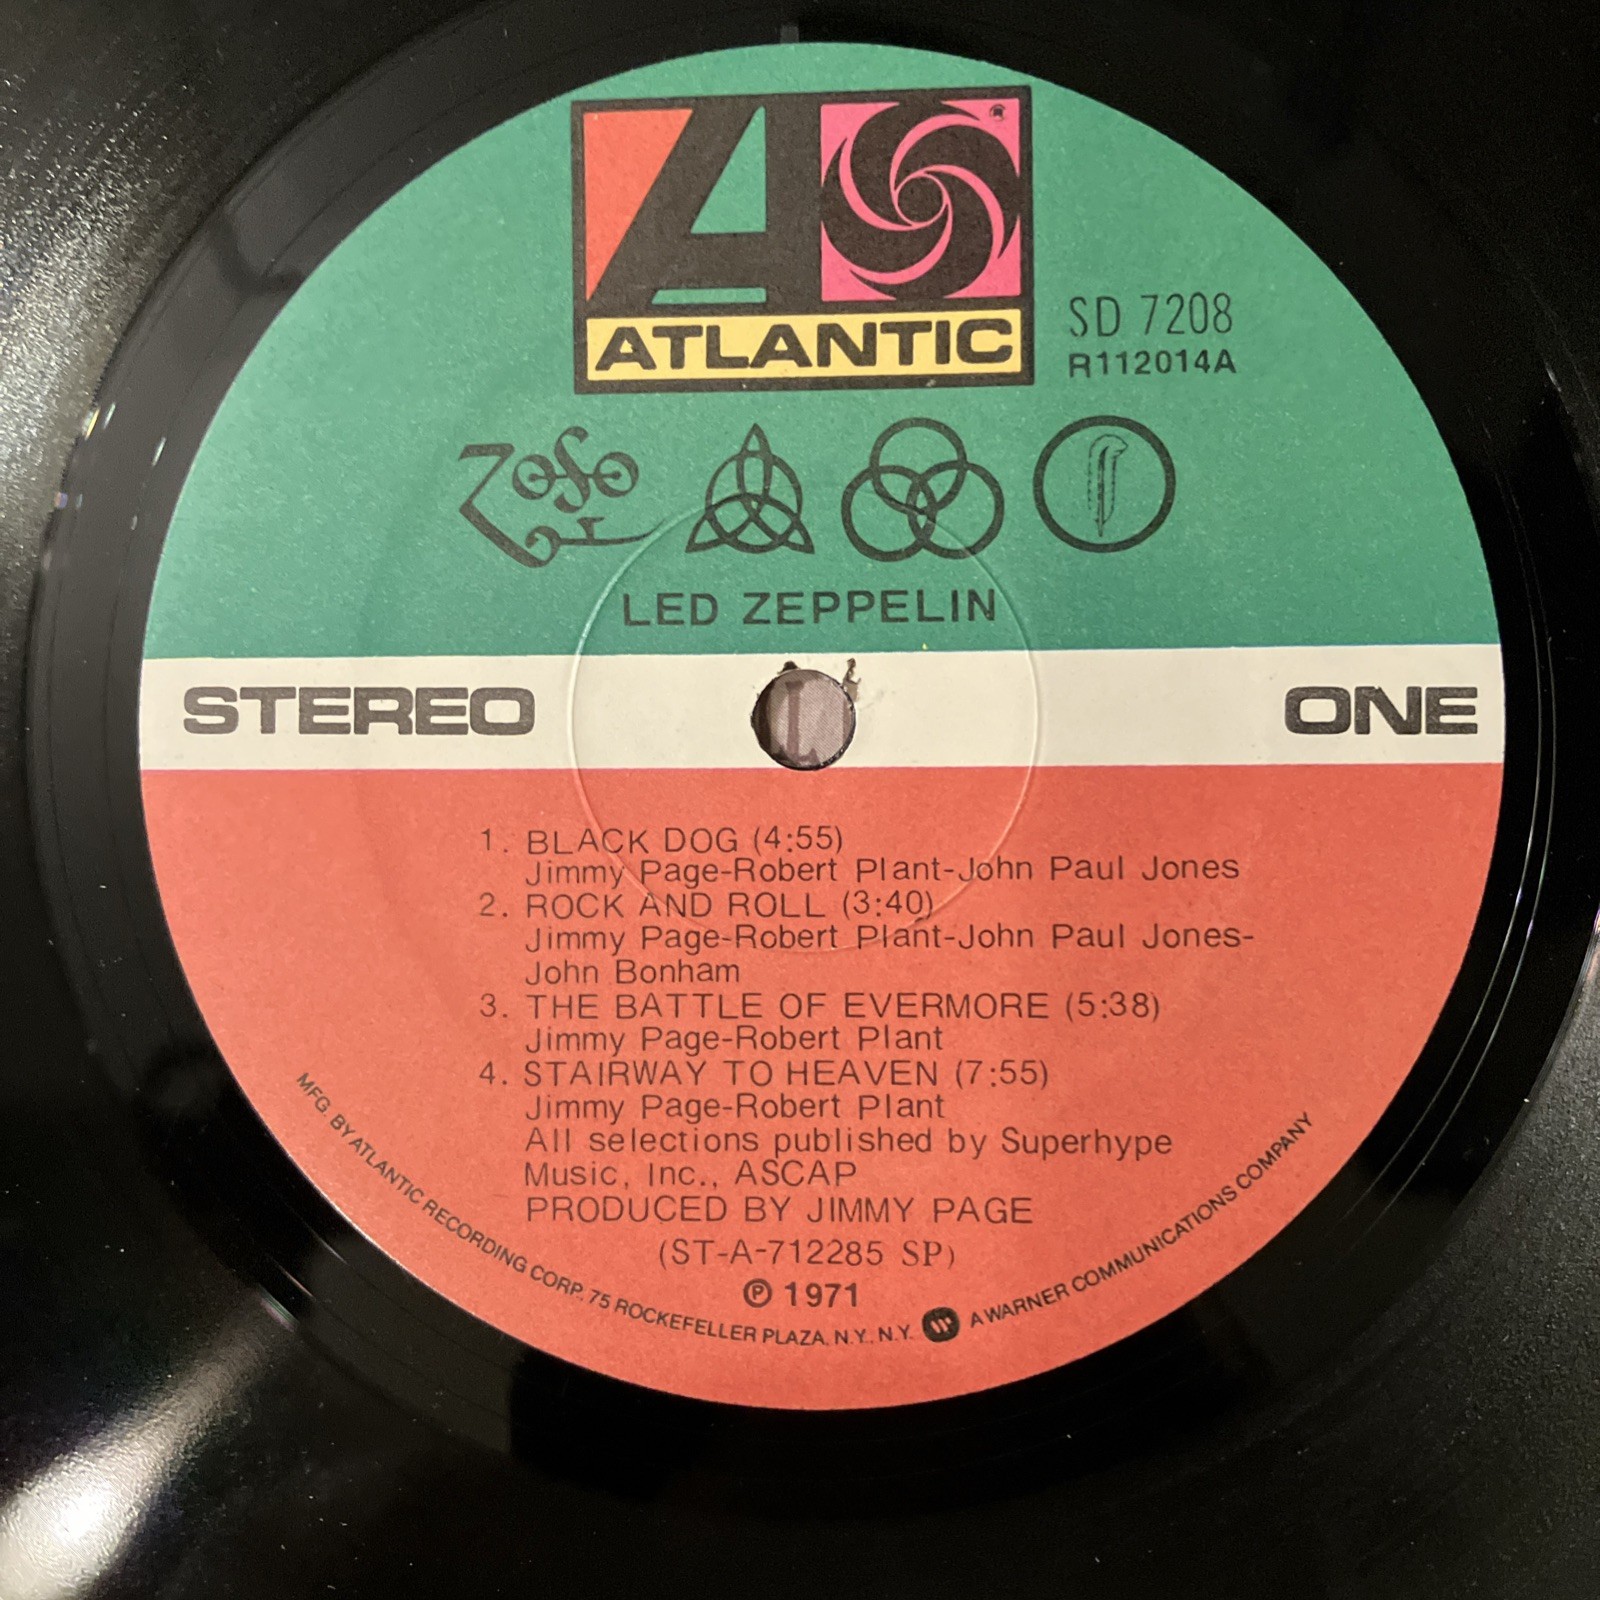 ATLANTIC
®
SD 7208
R112014A
LED ZEPPELIN
STEREO
ONE
1. BLACK DOG (4:55)
Jimmy Page-Robert Plant-John Paul Jones
2. ROCK AND ROLL (3:40)
Jimmy Page-Robert Plant-John Paul Jones-
John Bonham
3. THE BATTLE OF EVERMORE (5:38)
Jimmy Page-Robert Plant
4. STAIRWAY TO HEAVEN (7:55)
Jimmy Page-Robert Plant
All selections published by Superhype
Music, Inc., ASCAP
PRODUCED BY JIMMY PAGE
(ST-A-712285 SP)
℗ 1971
MFG. BY ATLANTIC RECORDING CORP. 75 ROCKEFELLER PLAZA, N.Y., N.Y. A WARNER COMMUNICATIONS COMPANY